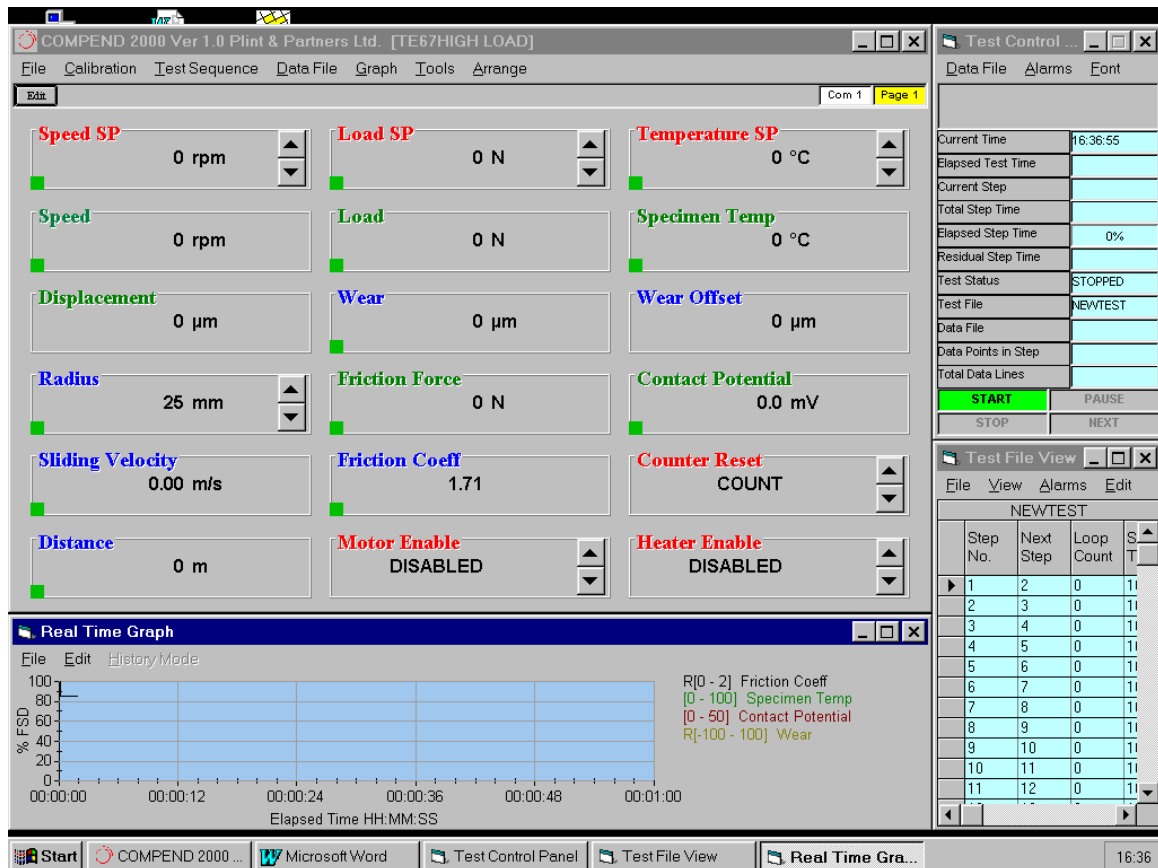 COMPEND 2000 Ver 1.0 Plint & Partners Ltd. [TE67HIGH LOAD]
File Calibration Test Sequence Data File Graph Tools Arrange
Edit Com 1 Page 1
Speed SP
0 rpm
Load SP
0 N
Temperature SP
0 °C
Speed
0 rpm
Load
0 N
Specimen Temp
0 °C
Displacement
0 µm
Wear
0 µm
Wear Offset
0 µm
Radius
25 mm
Friction Force
0 N
Contact Potential
0.0 mV
Sliding Velocity
0.00 m/s
Friction Coeff
1.71
Counter Reset
COUNT
Distance
0 m
Motor Enable
DISABLED
Heater Enable
DISABLED
Real Time Graph
File Edit History Mode
100
80
60
40
20
0
% FSD
00:00:00 00:00:12 00:00:24 00:00:36 00:00:48 00:01:00
Elapsed Time HH:MM:SS
R[0 - 2] Friction Coeff
[0 - 100] Specimen Temp
[0 - 50] Contact Potential
R[-100 - 100] Wear
Test Control ...
Data File Alarms Font
Current Time 16:36:55
Elapsed Test Time
Current Step
Total Step Time
Elapsed Step Time 0%
Residual Step Time
Test Status STOPPED
Test File NEWTEST
Data File
Data Points in Step
Total Data Lines
START PAUSE
STOP NEXT
Test File View
File View Alarms Edit
NEWTEST
Step No. Next Step Loop Count
1 2 0
2 3 0
3 4 0
4 5 0
5 6 0
6 7 0
7 8 0
8 9 0
9 10 0
10 11 0
11 12 0
Start COMPEND 2000 ... Microsoft Word Test Control Panel Test File View Real Time Gra... 16:36